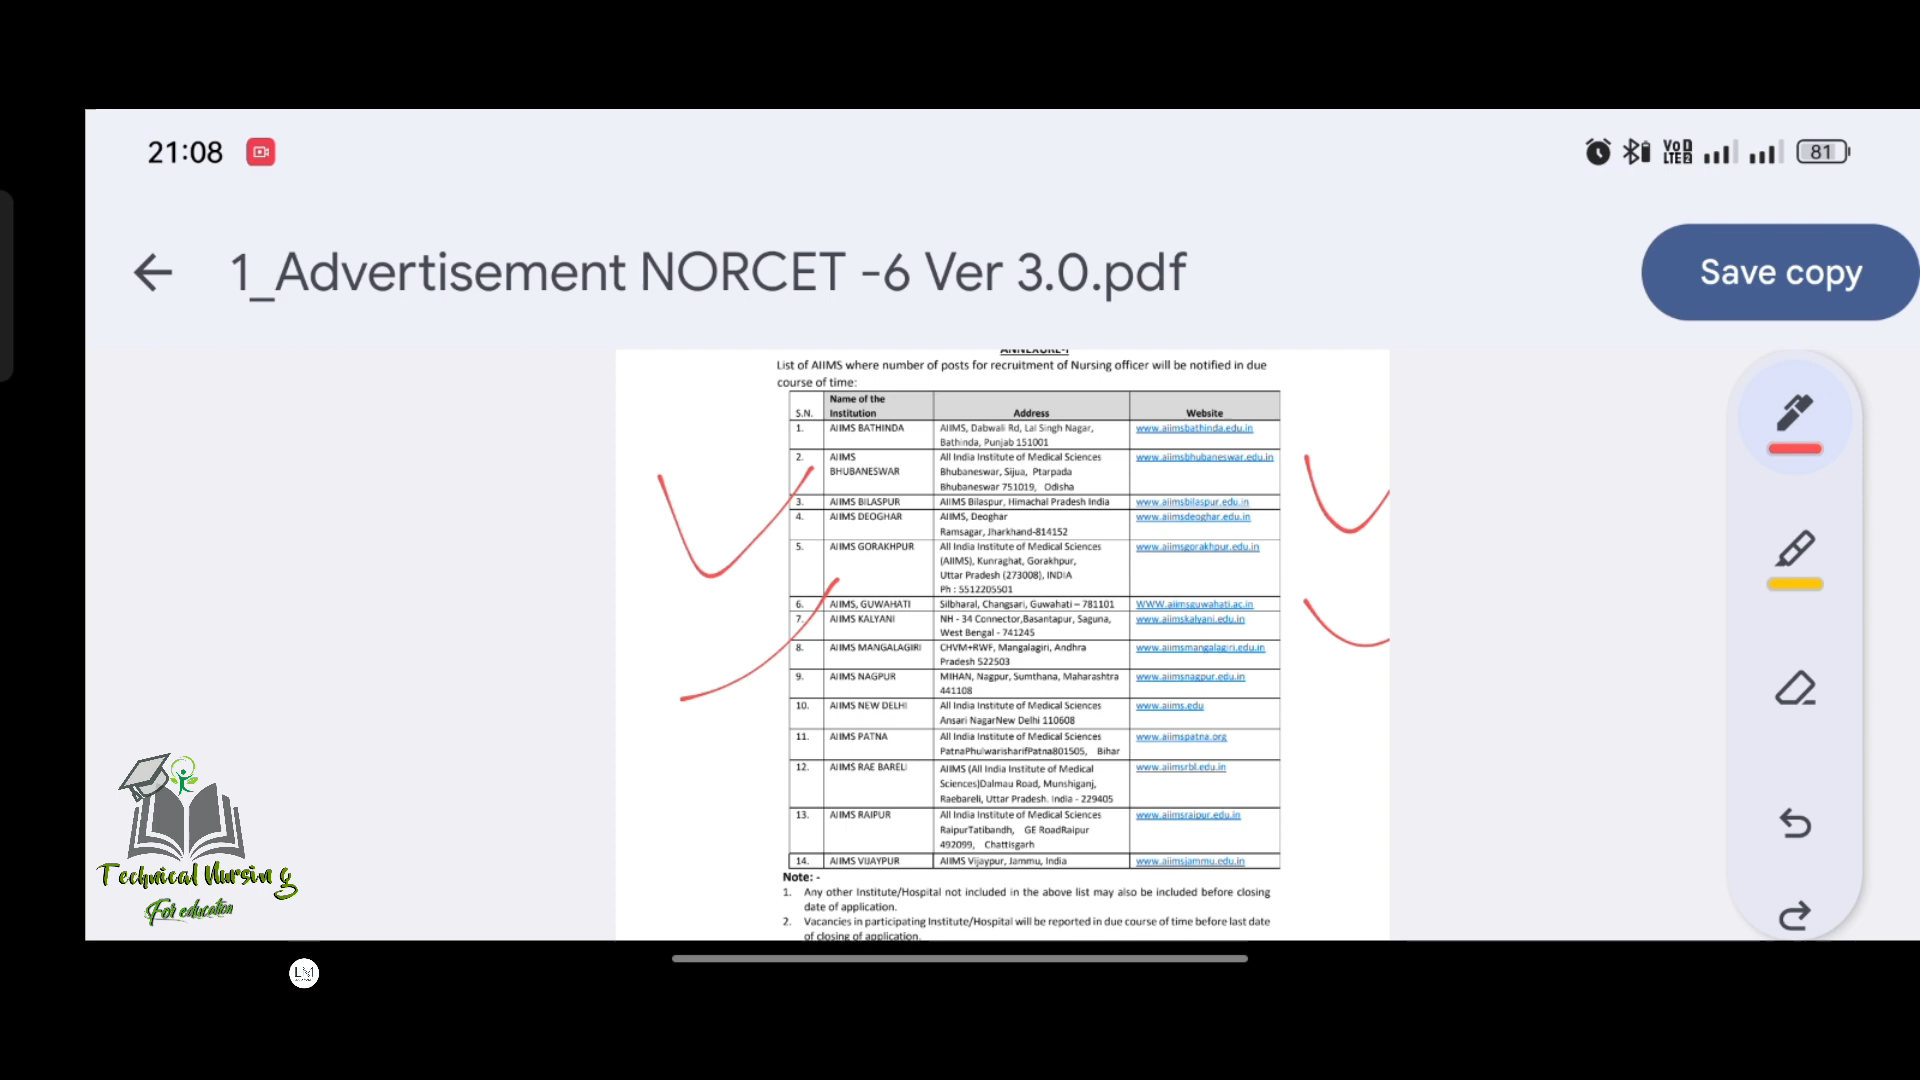 21:08
VoD
LTE2
81
1_Advertisement NORCET -6 Ver 3.0.pdf
Save copy
ANNEXURE-I
List of AIIMS where number of posts for recruitment of Nursing officer will be notified in due
course of time:
S.N. Name of the Institution Address Website
1. AIIMS BATHINDA AIIMS, Dabwali Rd, Lal Singh Nagar, www.aiimsbathinda.edu.in
Bathinda, Punjab 151001
2. AIIMS All India Institute of Medical Sciences www.aiimsbhubaneswar.edu.in
BHUBANESWAR Bhubaneswar, Sijua, Ptarpada
Bhubaneswar 751019, Odisha
3. AIIMS BILASPUR AIIMS Bilaspur, Himachal Pradesh India www.aiimsbilaspur.edu.in
4. AIIMS DEOGHAR AIIMS, Deoghar www.aiimsdeoghar.edu.in
Ramsagar, Jharkhand-814152
5. AIIMS GORAKHPUR All India Institute of Medical Sciences www.aiimsgorakhpur.edu.in
(AIIMS), Kunraghat, Gorakhpur,
Uttar Pradesh (273008), INDIA
Ph : 5512205501
6. AIIMS, GUWAHATI Silbharal, Changsari, Guwahati – 781101 WWW.aiimsguwahati.ac.in
7. AIIMS KALYANI NH - 34 Connector,Basantapur, Saguna, www.aiimskalyani.edu.in
West Bengal - 741245
8. AIIMS MANGALAGIRI CHVM+RWF, Mangalagiri, Andhra www.aiimsmangalagiri.edu.in
Pradesh 522503
9. AIIMS NAGPUR MIHAN, Nagpur, Sumthana, Maharashtra www.aiimsnagpur.edu.in
441108
10. AIIMS NEW DELHI All India Institute of Medical Sciences www.aiims.edu
Ansari NagarNew Delhi 110608
11. AIIMS PATNA All India Institute of Medical Sciences www.aiimspatna.org
PatnaPhulwarisharifPatna801505, Bihar
12. AIIMS RAE BARELI AIIMS (All India Institute of Medical www.aiimsrbl.edu.in
Sciences)Dalmau Road, Munshiganj,
Raebareli, Uttar Pradesh. India - 229405
13. AIIMS RAIPUR All India Institute of Medical Sciences www.aiimsraipur.edu.in
RaipurTatibandh, GE RoadRaipur
492099, Chattisgarh
14. AIIMS VIJAYPUR AIIMS Vijaypur, Jammu, India www.aiimsjammu.edu.in
Note: -
1. Any other Institute/Hospital not included in the above list may also be included before closing
date of application.
2. Vacancies in participating Institute/Hospital will be reported in due course of time before last date
of closing of application.
Technical Nursing
For education
LM